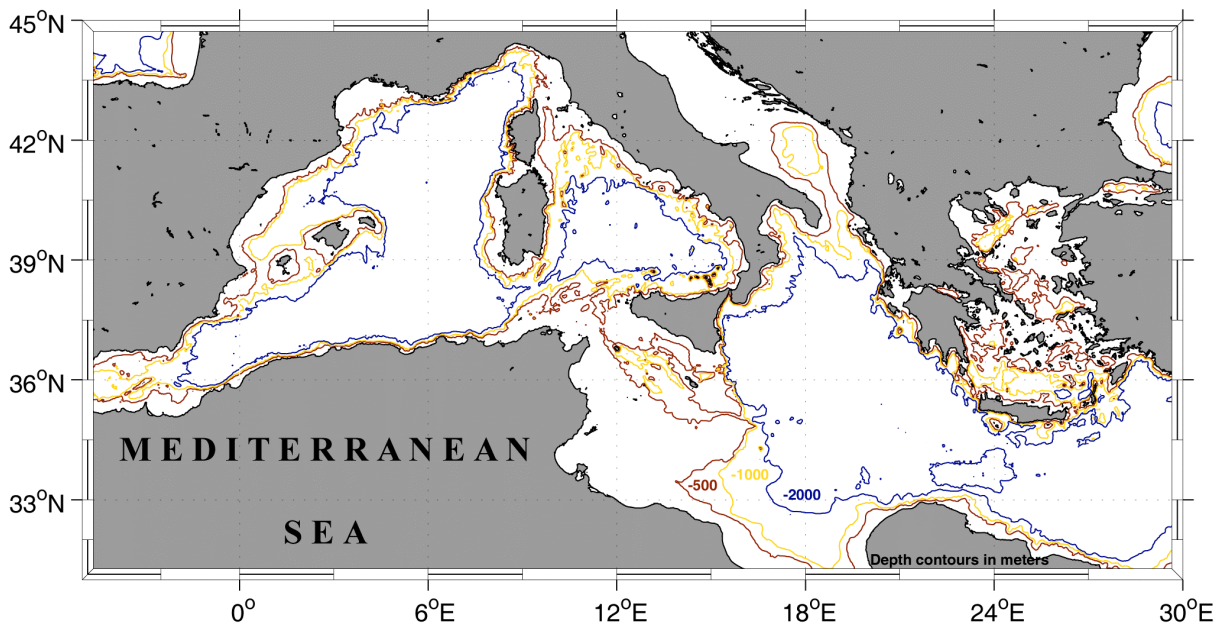 45°N
42°N
39°N
36°N
33°N
MEDITERRANEAN
SEA
-500
-1000
-2000
Depth contours in meters
0°
6°E
12°E
18°E
24°E
30°E